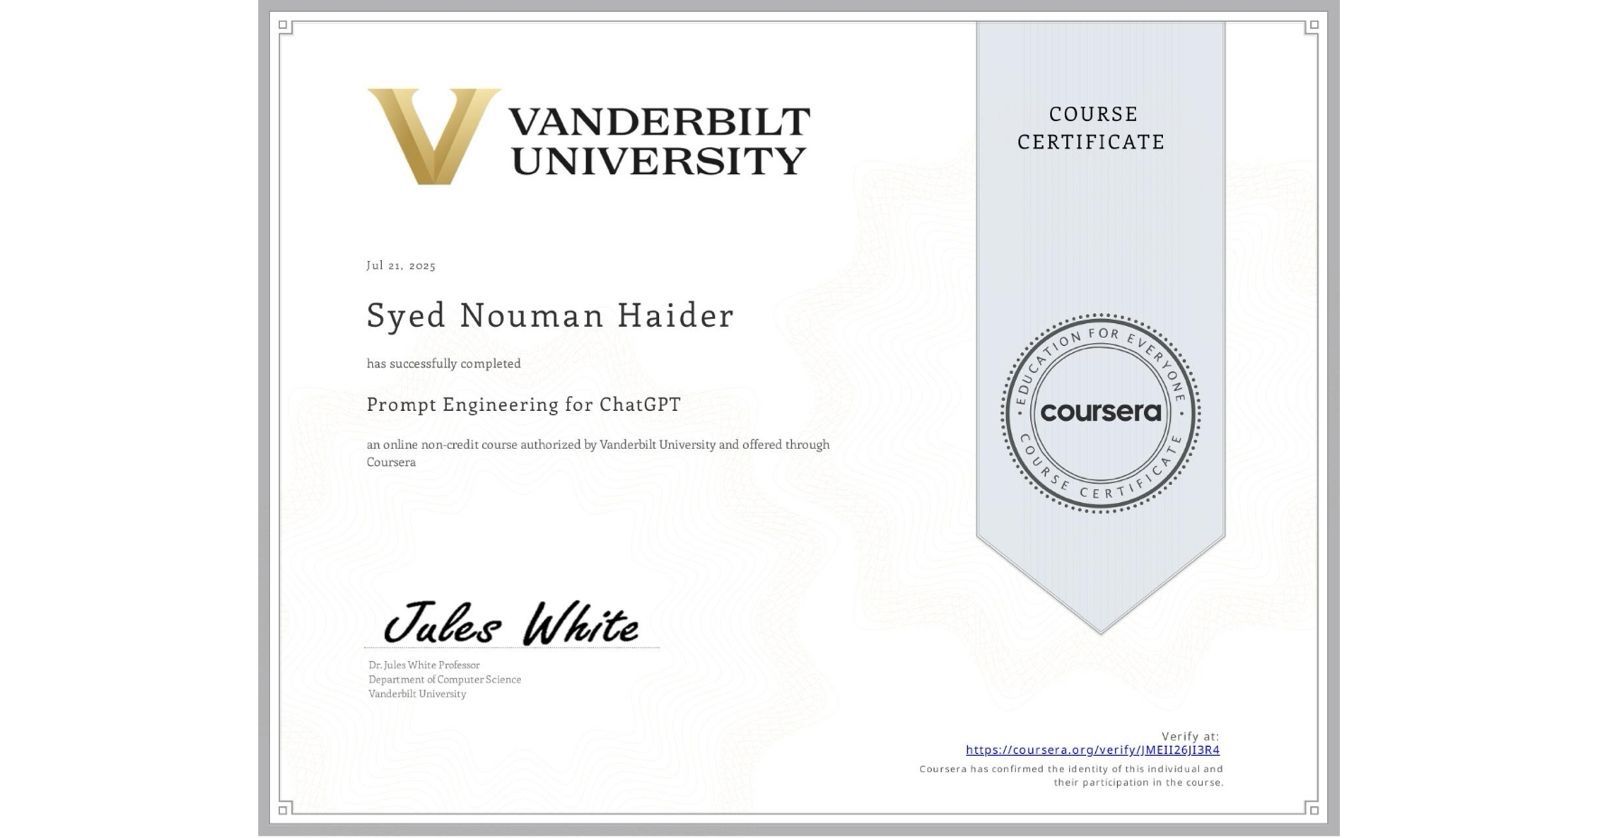 VANDERBILT
UNIVERSITY
COURSE
CERTIFICATE
Jul 21, 2025
Syed Nouman Haider
has successfully completed
Prompt Engineering for ChatGPT
an online non-credit course authorized by Vanderbilt University and offered through
Coursera
EDUCATION FOR EVERYONE
coursera
COURSE CERTIFICATE
Jules White
Dr. Jules White Professor
Department of Computer Science
Vanderbilt University
Verify at:
https://coursera.org/verify/JMEII26JI3R4
Coursera has confirmed the identity of this individual and
their participation in the course.